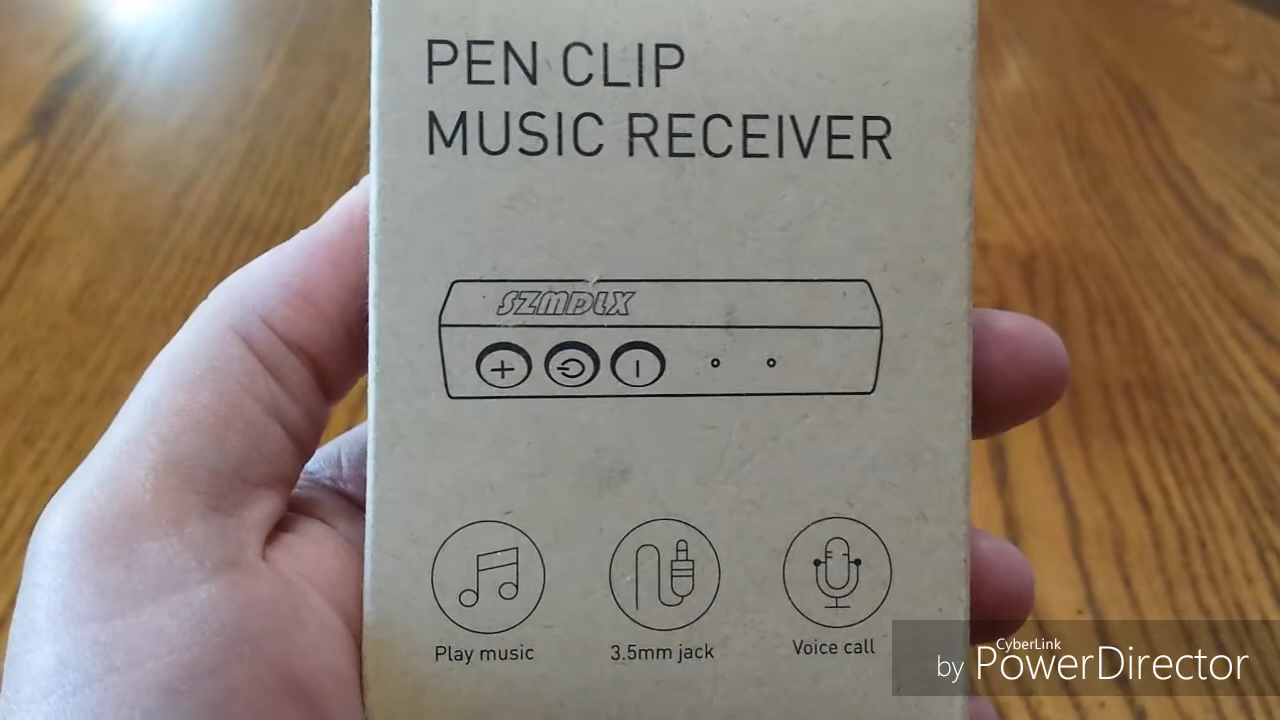 PEN CLIP
MUSIC RECEIVER
SZMDLX
Play music
3.5mm jack
Voice call
CyberLink
by PowerDirector